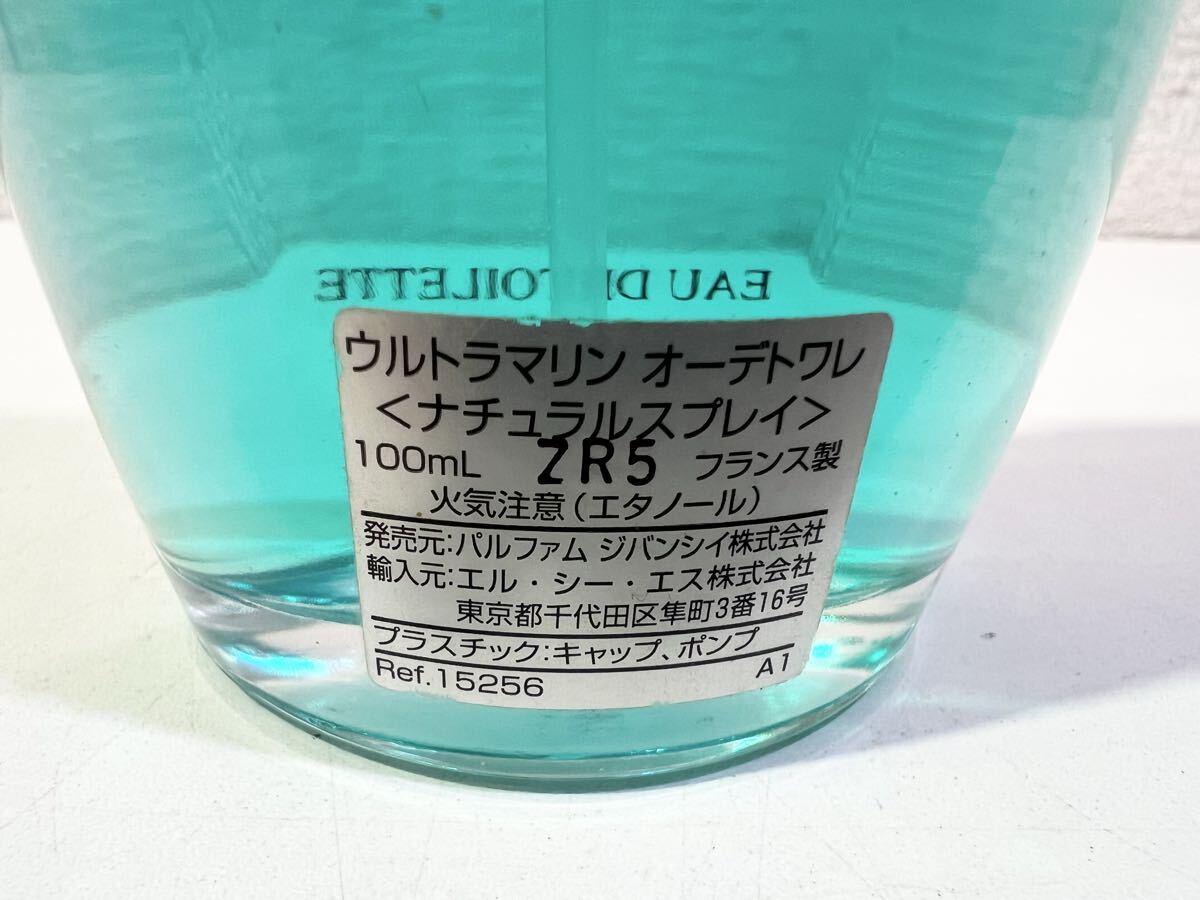 EAU DE TOILETTE
ウルトラマリン オーデトワレ
<ナチュラルスプレイ>
100mL ZR5 フランス製
火気注意(エタノール)
発売元:パルファム ジバンシイ株式会社
輸入元:エル・シー・エス株式会社
東京都千代田区隼町3番16号
プラスチック:キャップ、ポンプ
Ref.15256 A1